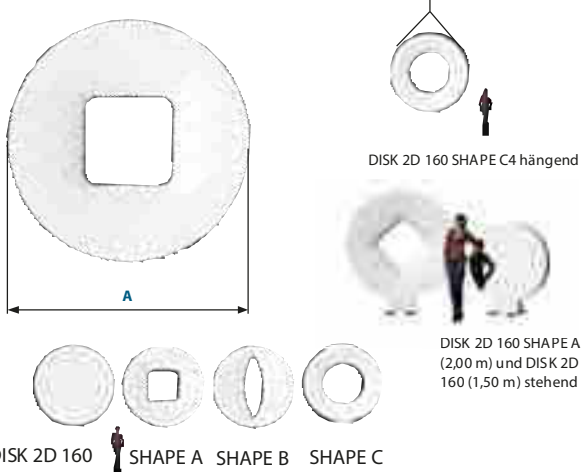 DISK 2D 160 SHAPE C4 hängend
A
DISK 2D 160 SHAPE A
(2,00 m) und DISK 2D
160 (1,50 m) stehend
DISK 2D 160 SHAPE A SHAPE B SHAPE C